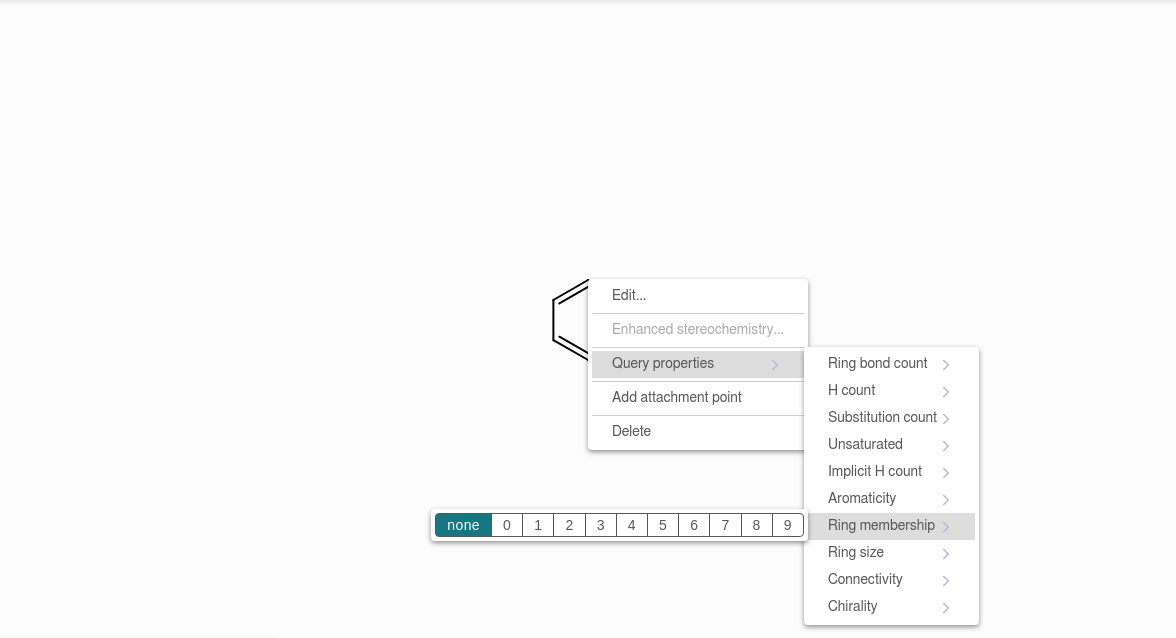 Edit...
Enhanced stereochemistry...
Query properties
Add attachment point
Delete
Ring bond count
H count
Substitution count
Unsaturated
Implicit H count
Aromaticity
Ring membership
none 0 1 2 3 4 5 6 7 8 9
Ring size
Connectivity
Chirality